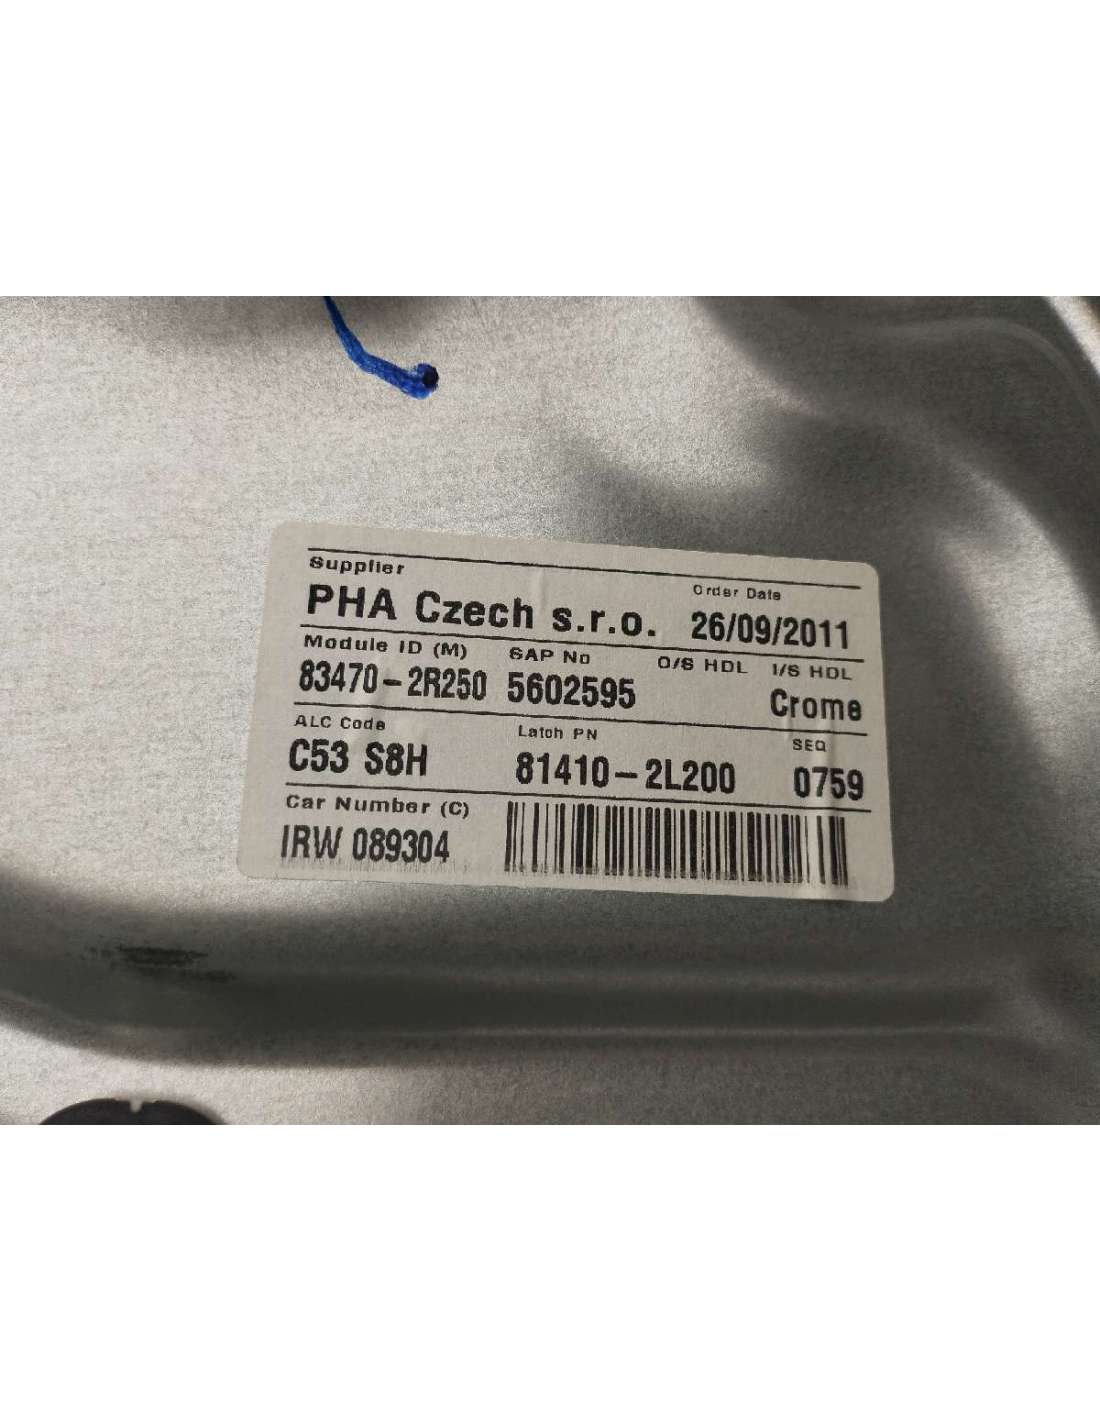 Supplier Order Date
PHA Czech s.r.o. 26/09/2011
Module ID (M) SAP No O/S HDL I/S HDL
83470-2R250 5602595 Crome
ALC Code Latch PN SEQ
C53 S8H 81410-2L200 0759
Car Number (C)
IRW 089304